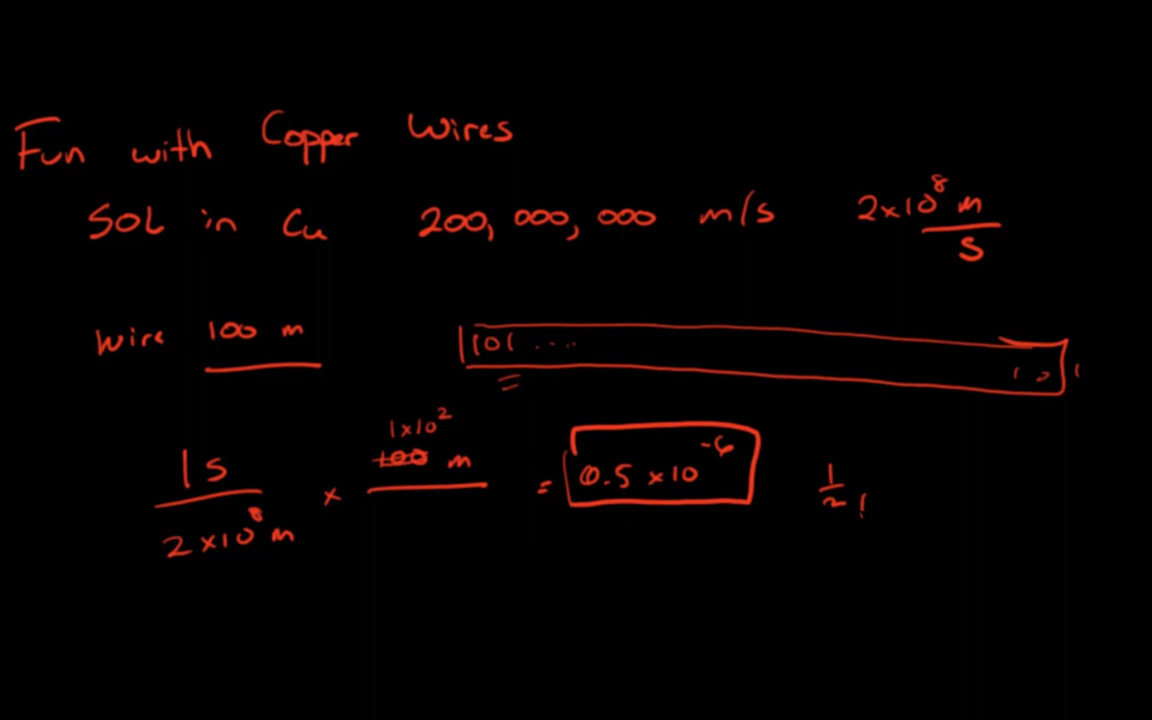 Fun with Copper Wires
SOL in Cu 200,000,000 m/s 2x10^8 m/s
Wire 100 m
101 ....
1x10^2
1 s / 2x10^8 m x 100 m = 0.5 x10^-6 1/2